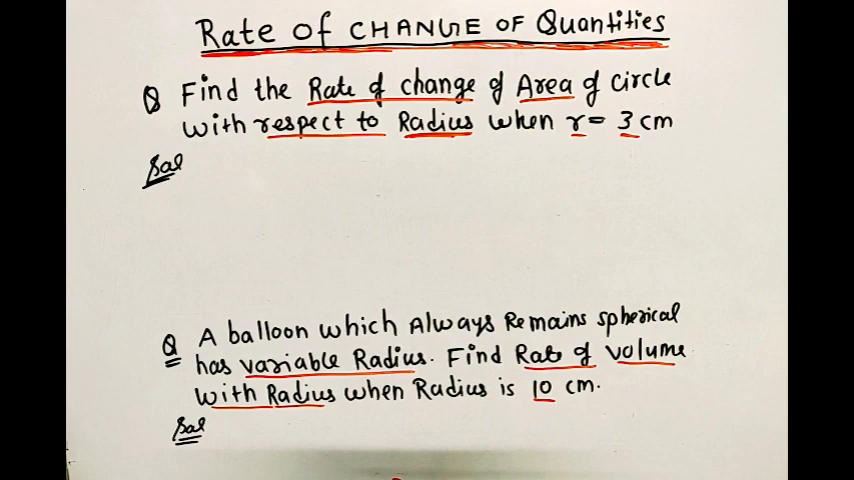 Rate of CHANGE OF Quantities
Q Find the Rate of change of Area of circle
with respect to Radius when r = 3 cm
Sol
Q A balloon which Always Remains spherical
has variable Radius. Find Rate of volume
with Radius when Radius is 10 cm.
Sol